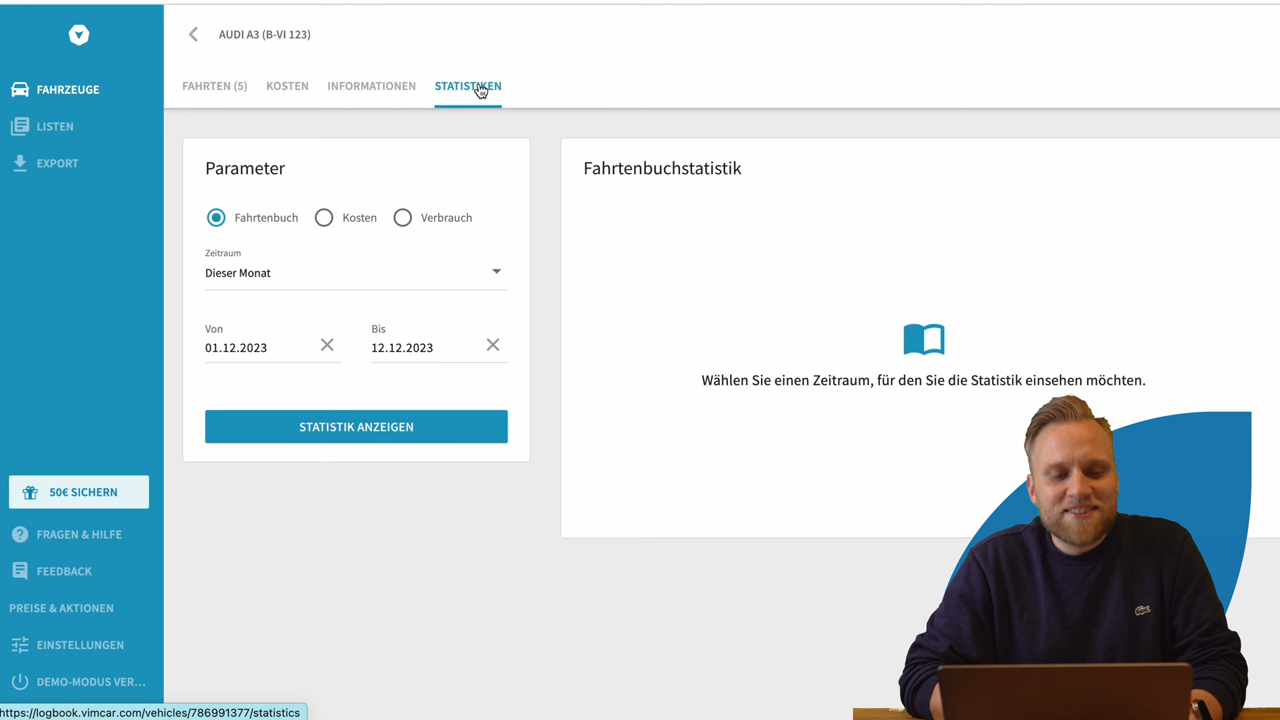 AUDI A3 (B-VI 123)
FAHRTEN (5) KOSTEN INFORMATIONEN STATISTIKEN
FAHRZEUGE
LISTEN
EXPORT
50€ SICHERN
FRAGEN & HILFE
FEEDBACK
PREISE & AKTIONEN
EINSTELLUNGEN
DEMO-MODUS VER...
Parameter
Fahrtenbuch Kosten Verbrauch
Zeitraum
Dieser Monat
Von Bis
01.12.2023 12.12.2023
STATISTIK ANZEIGEN
Fahrtenbuchstatistik
Wählen Sie einen Zeitraum, für den Sie die Statistik einsehen möchten.
https://logbook.vimcar.com/vehicles/786991377/statistics